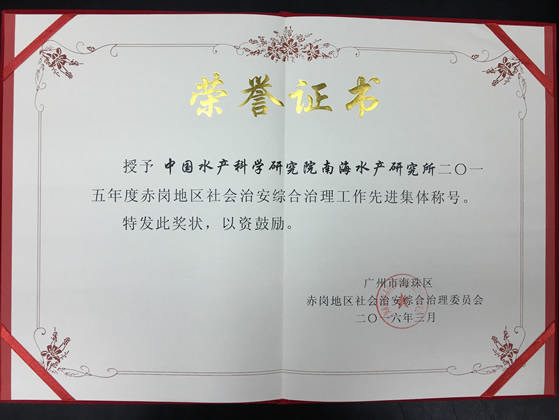 荣誉证书
授予 中国水产科学研究院南海水产研究所二〇一
五年度赤岗地区社会治安综合治理工作先进集体称号。
特发此奖状，以资鼓励。
广州市海珠区
赤岗地区社会治安综合治理委员会
二〇一六年三月